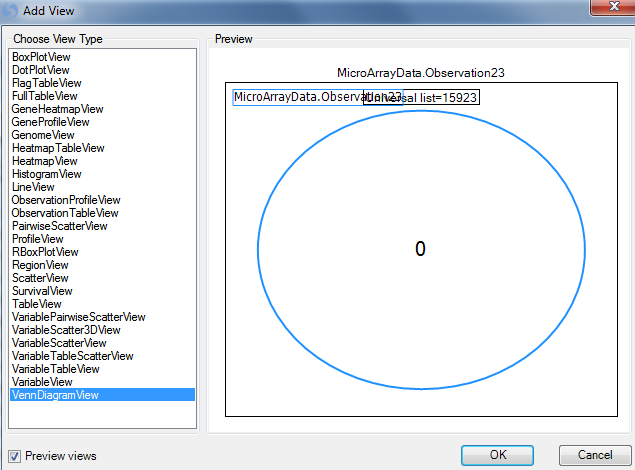 Add View
Choose View Type
BoxPlotView
DotPlotView
FlagTableView
FullTableView
GeneHeatmapView
GeneProfileView
GenomeView
HeatmapTableView
HeatmapView
HistogramView
LineView
ObservationProfileView
ObservationTableView
PairwiseScatterView
ProfileView
RBoxPlotView
RegionView
ScatterView
SurvivalView
TableView
VariablePairwiseScatterView
VariableScatter3DView
VariableScatterView
VariableTableScatterView
VariableTableView
VariableView
VennDiagramView
Preview
MicroArrayData.Observation23
MicroArrayData.Observation23
Universal list=15923
0
Preview views
OK
Cancel